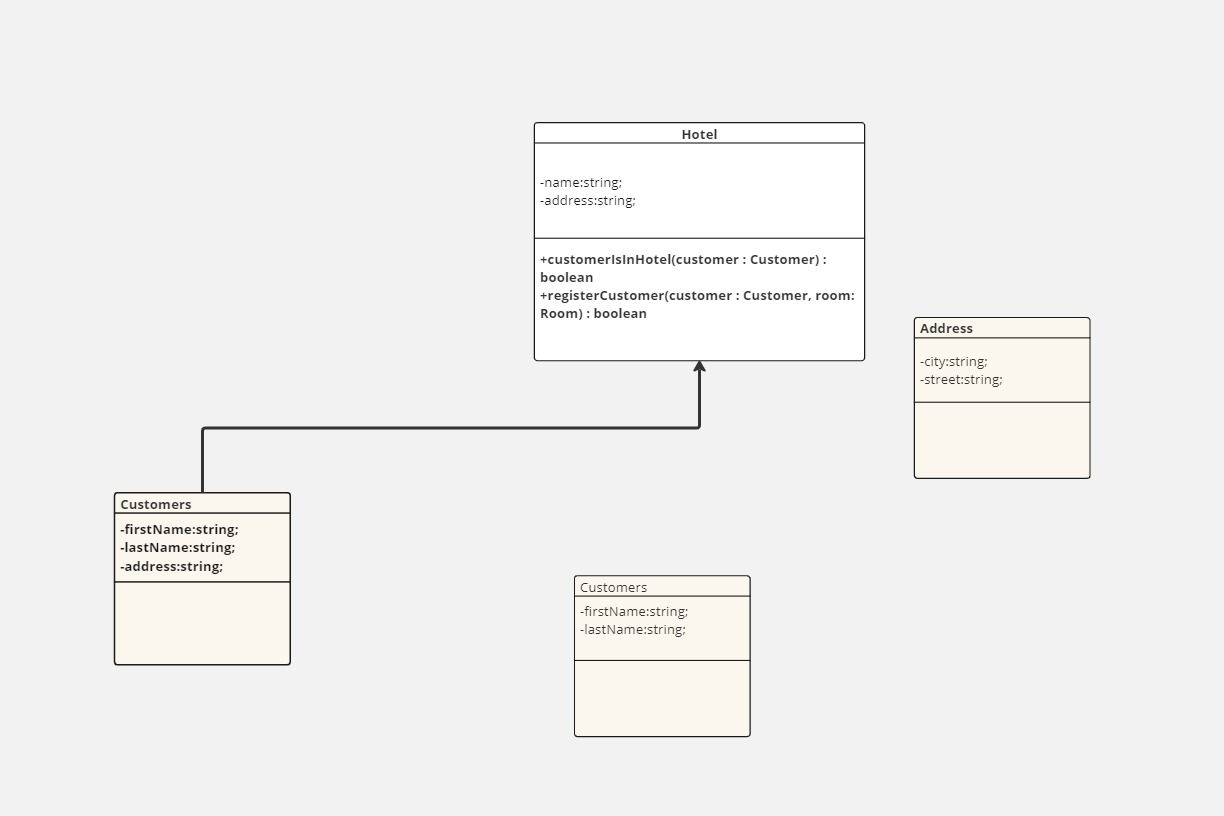 Hotel
-name:string;
-address:string;
+customerIsInHotel(customer : Customer) :
boolean
+registerCustomer(customer : Customer, room:
Room) : boolean
Address
-city:string;
-street:string;
Customers
-firstName:string;
-lastName:string;
-address:string;
Customers
-firstName:string;
-lastName:string;